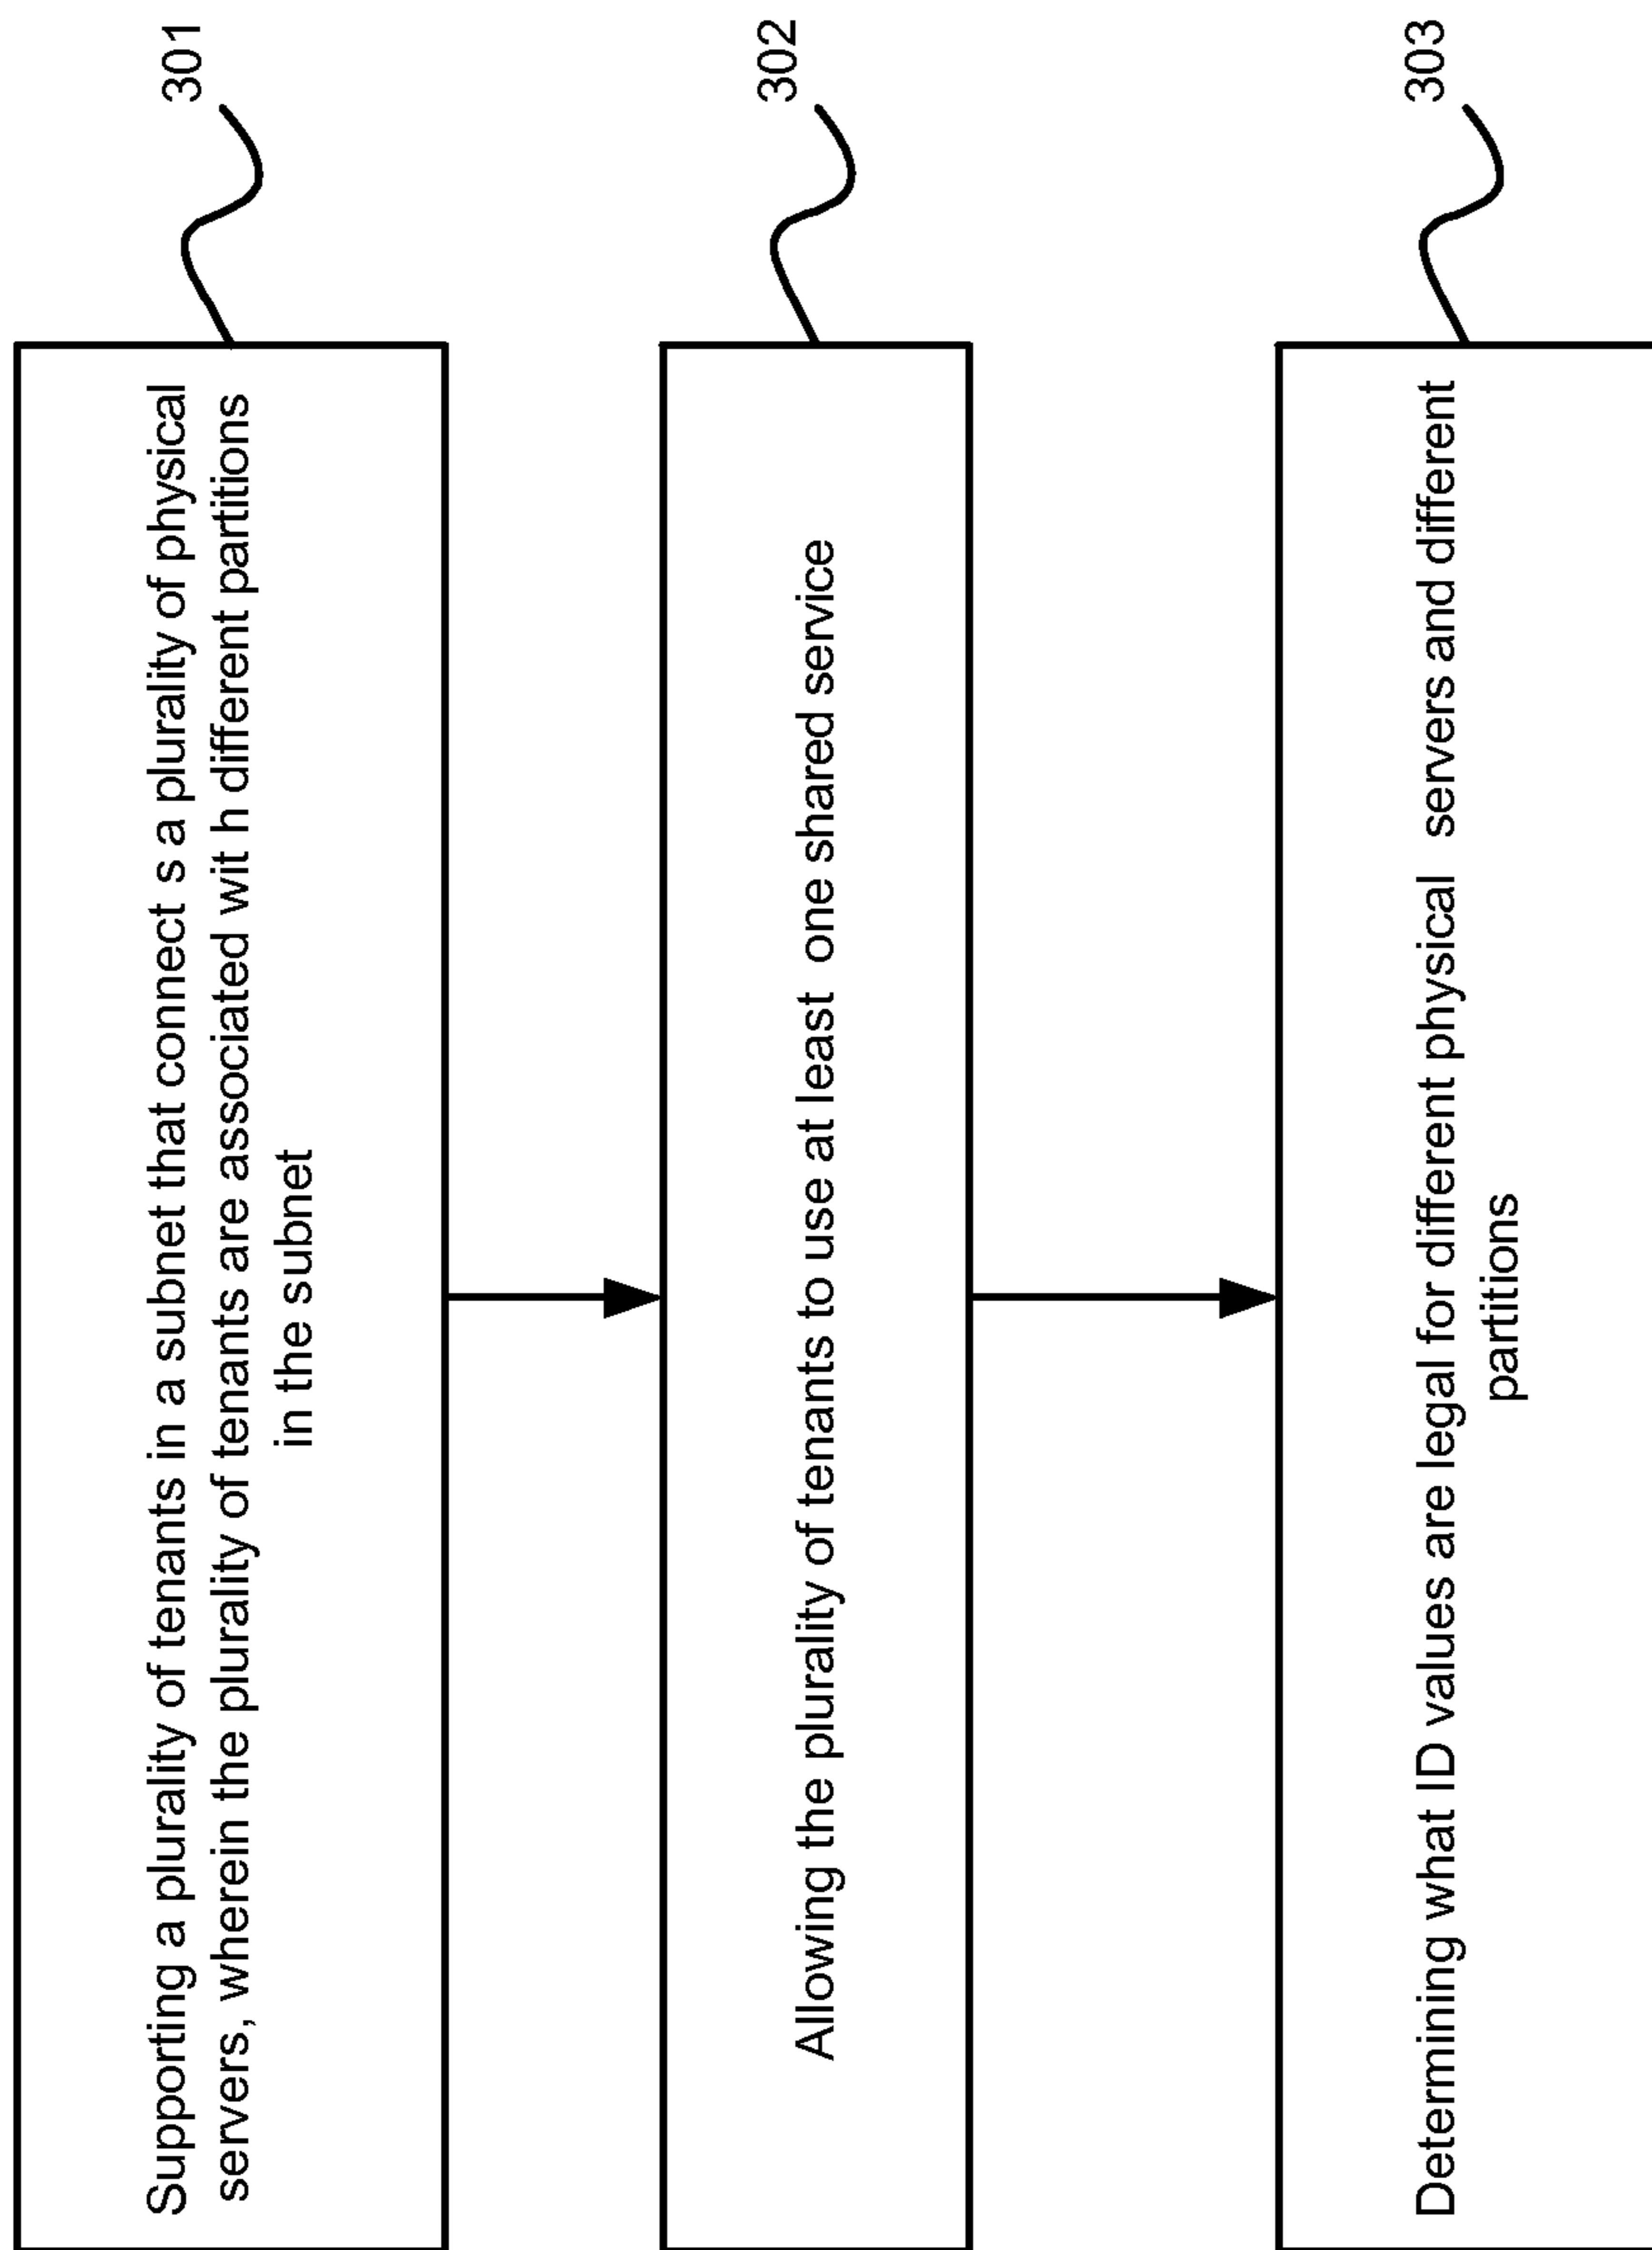 Supporting a plurality of tenants in a subnet that connect s a plurality of physical
servers, wherein the plurality of tenants are associated wit h different partitions
in the subnet
301
Allowing the plurality of tenants to use at least one shared service
302
Determining what ID values are legal for different physical servers and different
partitions
303